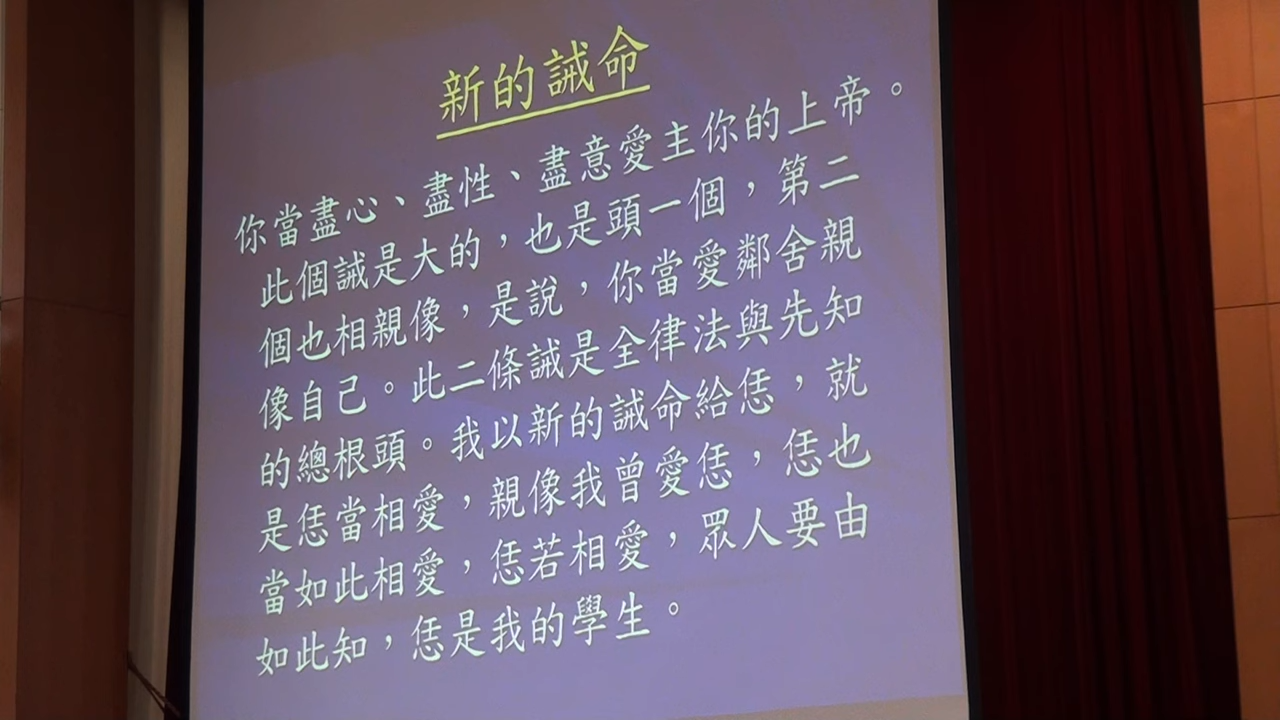 新的誡命
你當盡心、盡性、盡意愛主你的上帝。
此個誡是大的，也是頭一個，第二
個也相親像，是說，你當愛鄰舍親
像自己。此二條誡是全律法與先知
的總根頭。我以新的誡命給恁，就
是恁當相愛，親像我曾愛恁，恁也
當如此相愛，恁若相愛，眾人要由
如此知，恁是我的學生。